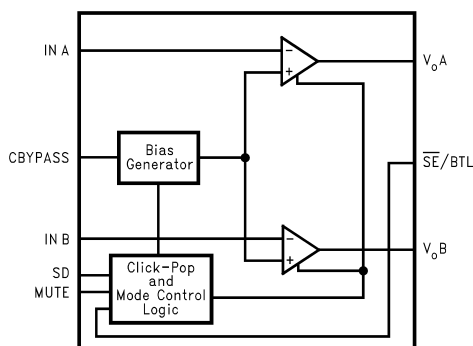 IN A
−
+
VoA
CBYPASS
Bias
Generator
SE/BTL
IN B
−
+
VoB
SD
MUTE
Click-Pop
and
Mode Control
Logic